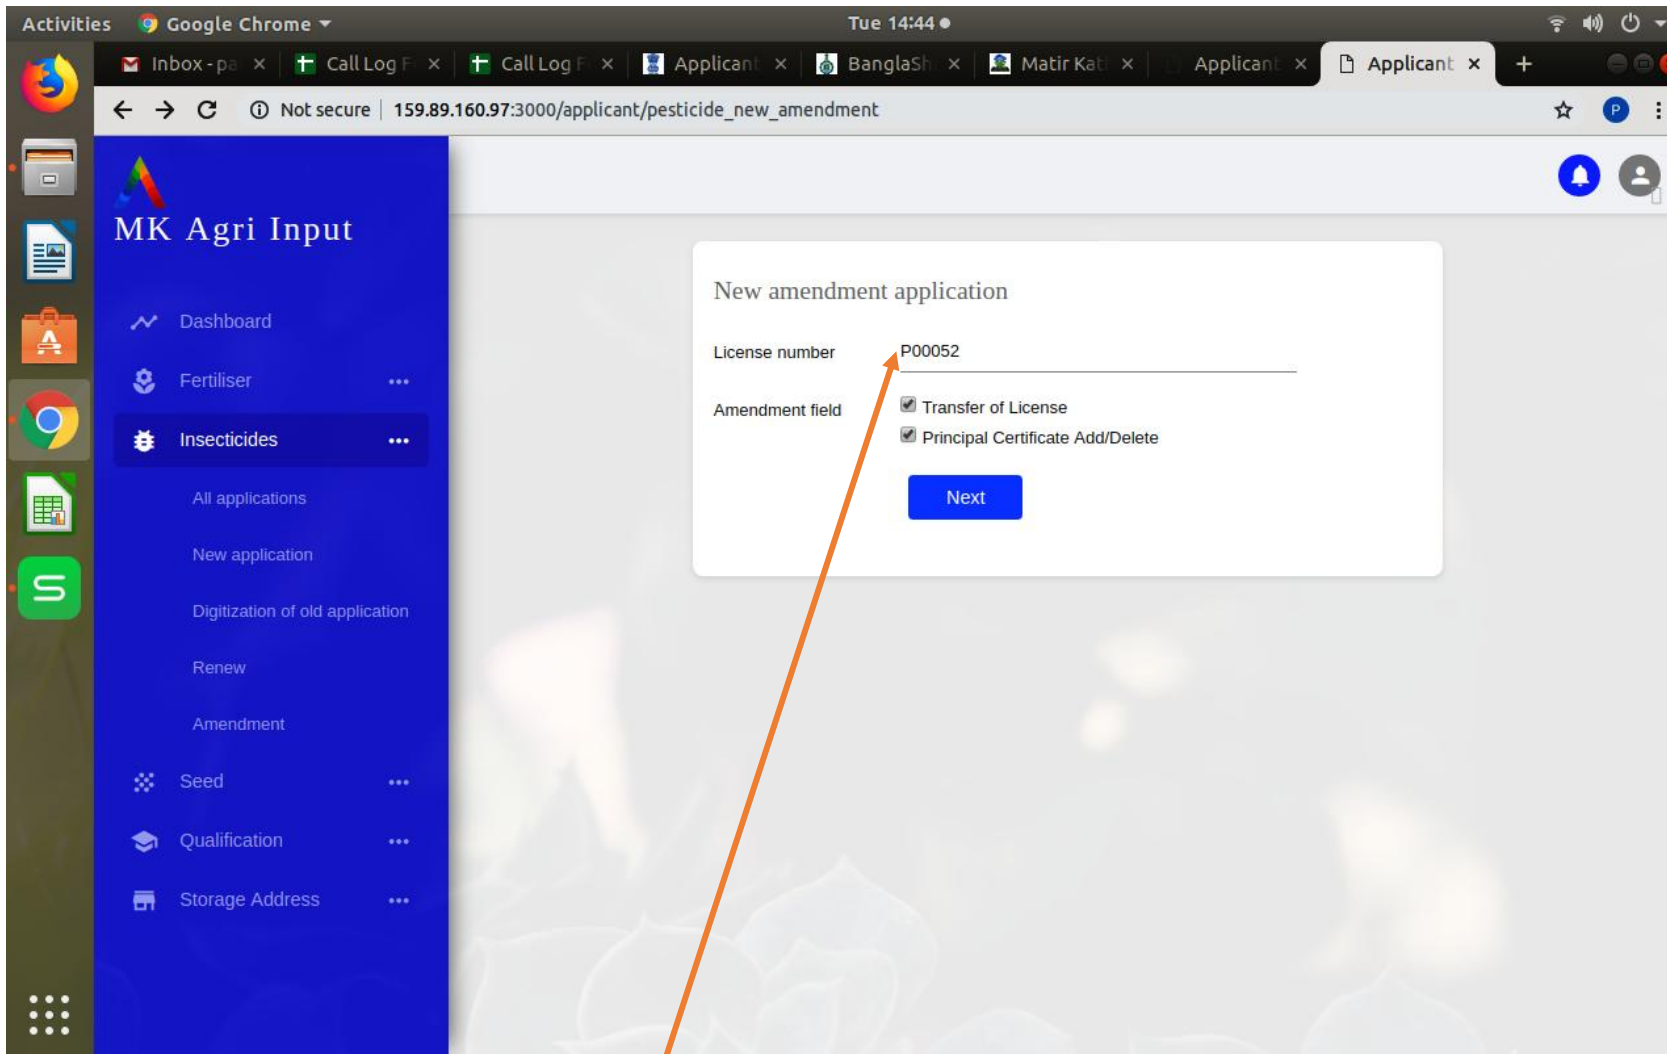 Activities Google Chrome Tue 14:44
Inbox - pa Call Log F Call Log F Applicant BanglaSh Matir Kat Applicant Applicant
Not secure 159.89.160.97:3000/applicant/pesticide_new_amendment P
MK Agri Input
Dashboard
Fertiliser
Insecticides
All applications
New application
Digitization of old application
Renew
Amendment
Seed
Qualification
Storage Address
New amendment application
License number P00052
Amendment field Transfer of License
Principal Certificate Add/Delete
Next